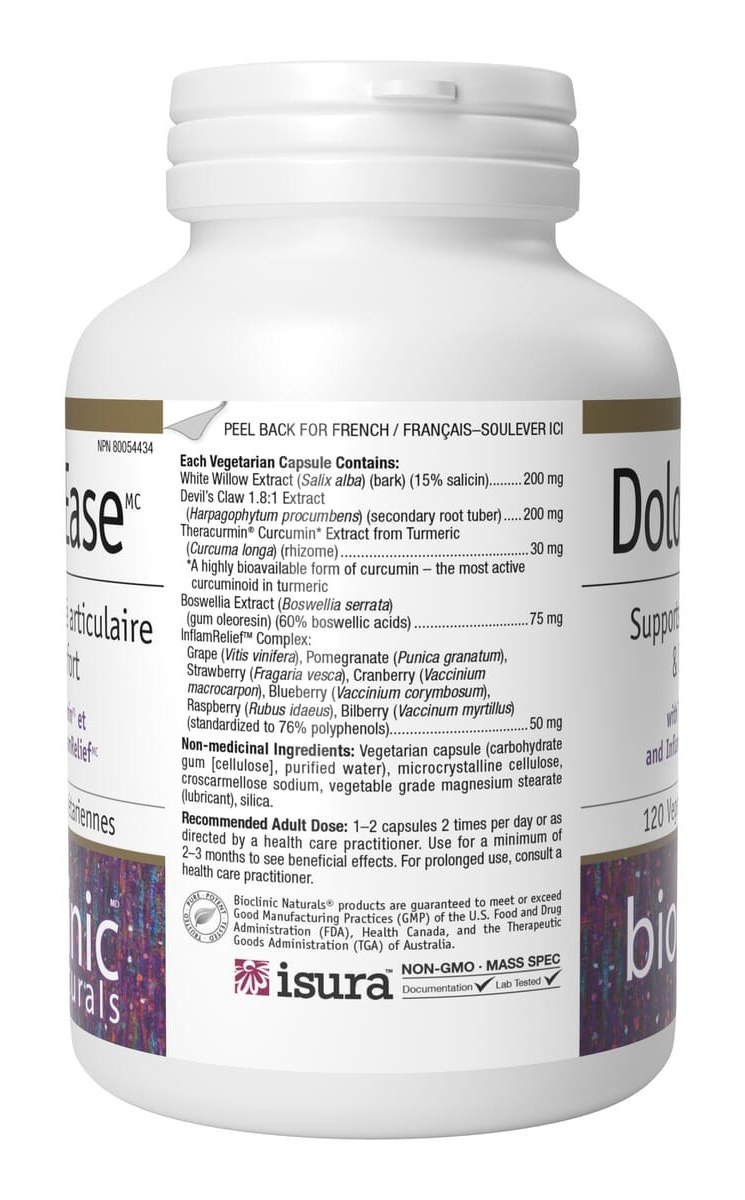 PEEL BACK FOR FRENCH / FRANÇAIS–SOULEVER ICI
NPN 80054434
Ease MC
articulaire
et
Relief MC
nic MD
urals
Each Vegetarian Capsule Contains:
White Willow Extract (Salix alba) (bark) (15% salicin)......... 200 mg
Devil's Claw 1.8:1 Extract
(Harpagophytum procumbens) (secondary root tuber)..... 200 mg
Theracurmin® Curcumin* Extract from Turmeric
(Curcuma longa) (rhizome)................................................. 30 mg
*A highly bioavailable form of curcumin – the most active
curcuminoid in turmeric
Boswellia Extract (Boswellia serrata)
(gum oleoresin) (60% boswellic acids) .............................. 75 mg
InflamRelief™ Complex:
Grape (Vitis vinifera), Pomegranate (Punica granatum),
Strawberry (Fragaria vesca), Cranberry (Vaccinium
macrocarpon), Blueberry (Vaccinium corymbosum),
Raspberry (Rubus idaeus), Bilberry (Vaccinum myrtillus)
(standardized to 76% polyphenols).................................... 50 mg
Non-medicinal Ingredients: Vegetarian capsule (carbohydrate
gum [cellulose], purified water), microcrystalline cellulose,
croscarmellose sodium, vegetable grade magnesium stearate
(lubricant), silica.
Recommended Adult Dose: 1–2 capsules 2 times per day or as
directed by a health care practitioner. Use for a minimum of
2–3 months to see beneficial effects. For prolonged use, consult a
health care practitioner.
PURE POTENT TESTED TRUSTED
Bioclinic Naturals® products are guaranteed to meet or exceed
Good Manufacturing Practices (GMP) of the U.S. Food and Drug
Administration (FDA), Health Canada, and the Therapeutic
Goods Administration (TGA) of Australia.
isura™
NON-GMO · MASS SPEC
Documentation Lab Tested
Dolo
Supports
&
and Infla
120 Vege
bio